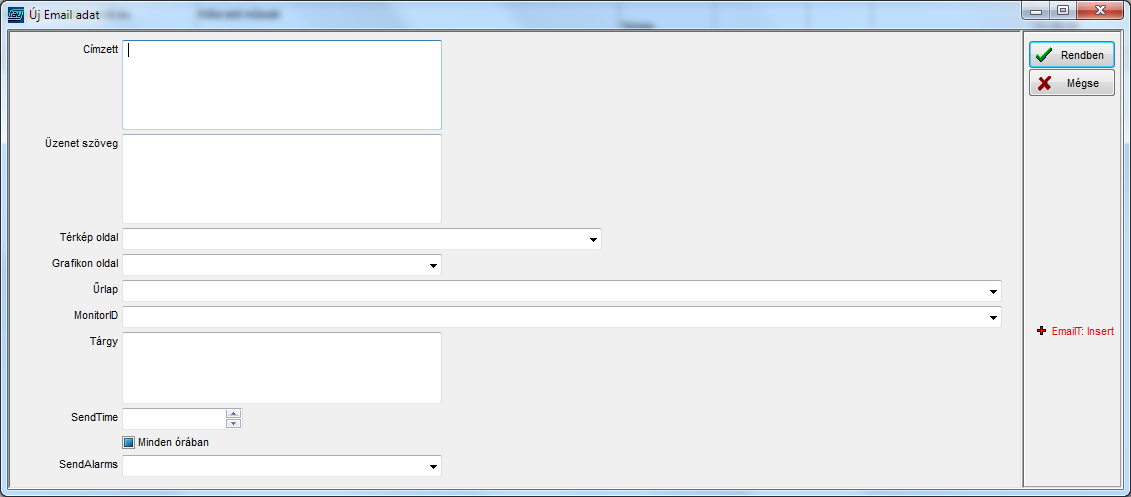 Új Email adat
Címzett
Rendben
Mégse
Üzenet szöveg
Térkép oldal
Grafikon oldal
Űrlap
MonitorID
EmailT: Insert
Tárgy
SendTime
Minden órában
SendAlarms